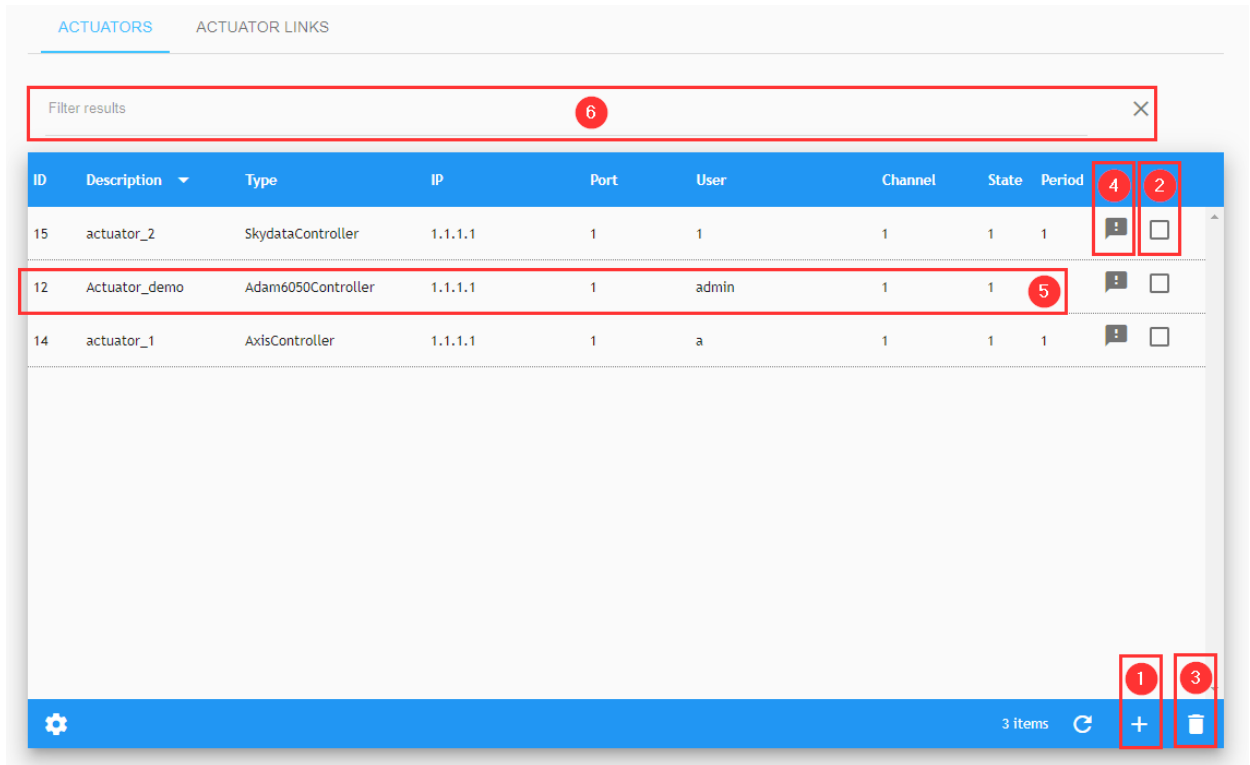 ACTUATORS ACTUATOR LINKS
Filter results 6
ID Description Type IP Port User Channel State Period 4 2
15 actuator_2 SkydataController 1.1.1.1 1 1 1 1 1
12 Actuator_demo Adam6050Controller 1.1.1.1 1 admin 1 1 5
14 actuator_1 AxisController 1.1.1.1 1 a 1 1 1
1 3
3 items